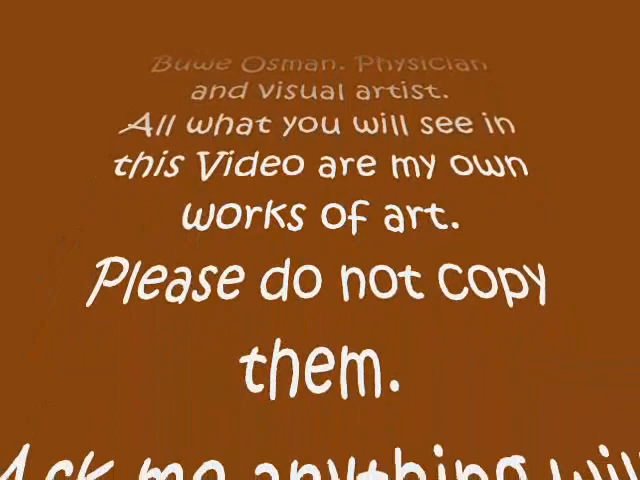 Buwe Osman. Physician
and visual artist.
All what you will see in
this Video are my own
works of art.
Please do not copy
them.
Ask me anything